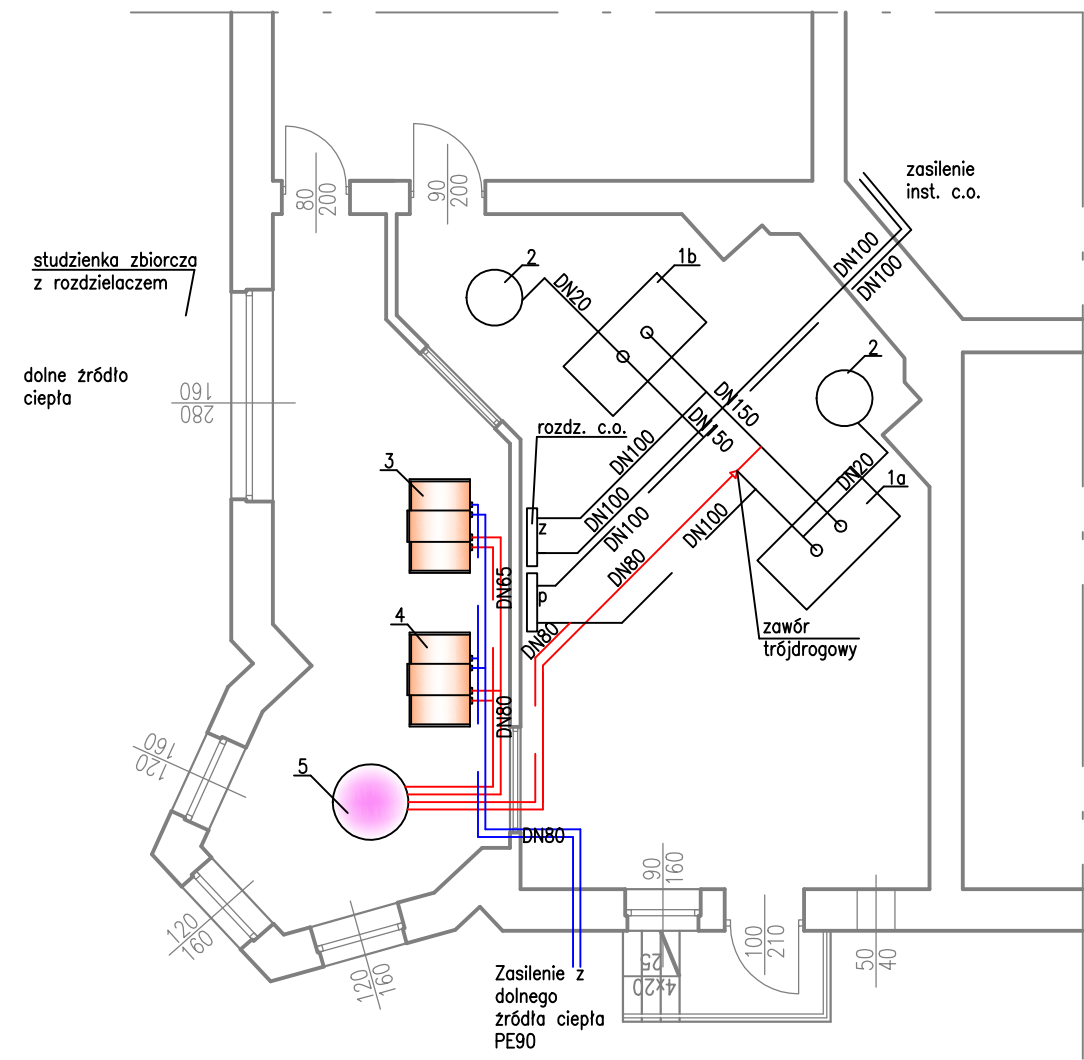 zasilenie
inst. c.o.
80
200
90
200
studzienka zbiorcza
z rozdzielaczem
2
1b
DN20
DN100
DN100
dolne źródło
ciepła
160
280
2
DN150
DN150
rozdz. c.o.
DN100
3
DN20
1a
z
DN100
DN100
DN100
DN65
DN80
p
4
DN80
zawór
trójdrogowy
DN80
160
120
5
DN80
90
160
120
160
100
210
50
40
120
160
25
4x20
Zasilenie z
dolnego
źródła ciepła
PE90